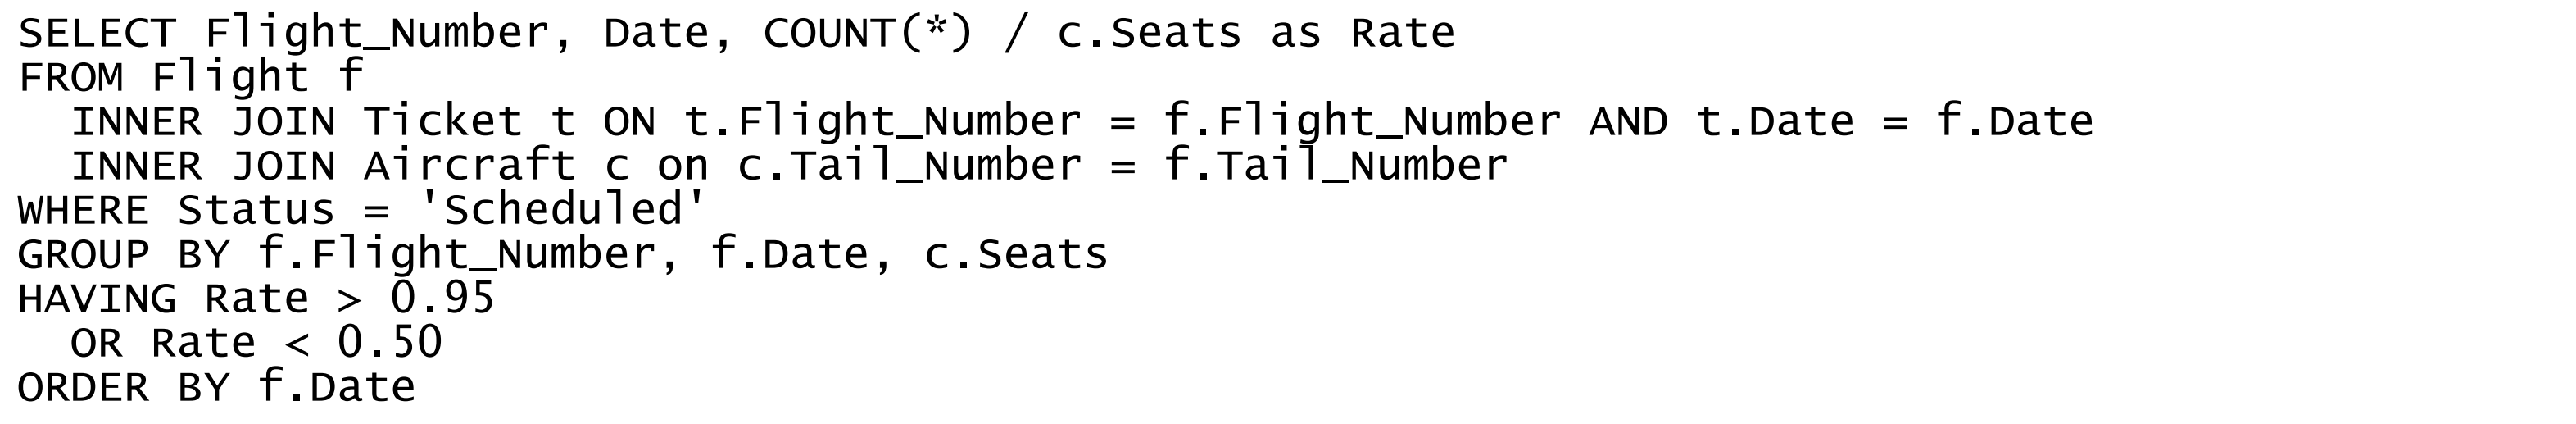 SELECT Flight_Number, Date, COUNT(*) / c.Seats as Rate
FROM Flight f
  INNER JOIN Ticket t ON t.Flight_Number = f.Flight_Number AND t.Date = f.Date
  INNER JOIN Aircraft c on c.Tail_Number = f.Tail_Number
WHERE Status = 'Scheduled'
GROUP BY f.Flight_Number, f.Date, c.Seats
HAVING Rate > 0.95
  OR Rate < 0.50
ORDER BY f.Date